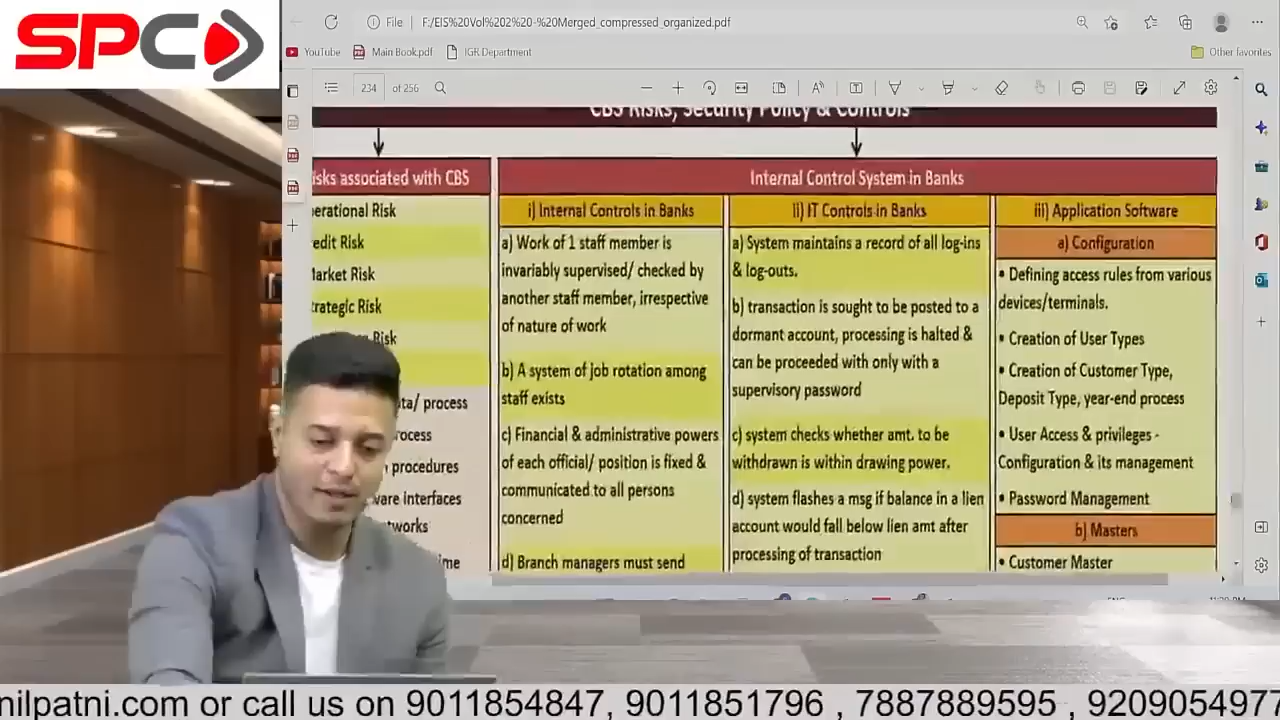 SPC
File
F:/EIS%20Vol%202%20-%20Merged_compressed_organized.pdf
YouTube
Main Book.pdf
IGR Department
Other favorites
234
of 256
CBS Risks, Security Policy & Controls
isks associated with CBS
Internal Control System in Banks
perational Risk
redit Risk
Market Risk
trategic Risk
Risk
ata/ process
rocess
procedures
ware interfaces
tworks
ime
i) Internal Controls in Banks
a) Work of 1 staff member is
invariably supervised/ checked by
another staff member, irrespective
of nature of work
b) A system of job rotation among
staff exists
c) Financial & administrative powers
of each official/ position is fixed &
communicated to all persons
concerned
d) Branch managers must send
ii) IT Controls in Banks
a) System maintains a record of all log-ins
& log-outs.
b) transaction is sought to be posted to a
dormant account, processing is halted &
can be proceeded with only with a
supervisory password
c) system checks whether amt. to be
withdrawn is within drawing power.
d) system flashes a msg if balance in a lien
account would fall below lien amt after
processing of transaction
iii) Application Software
a) Configuration
• Defining access rules from various
devices/terminals.
• Creation of User Types
• Creation of Customer Type,
Deposit Type, year-end process
• User Access & privileges -
Configuration & its management
• Password Management
b) Masters
• Customer Master
nilpatni.com or call us on 9011854847, 9011851796 , 7887889595 , 9209054977